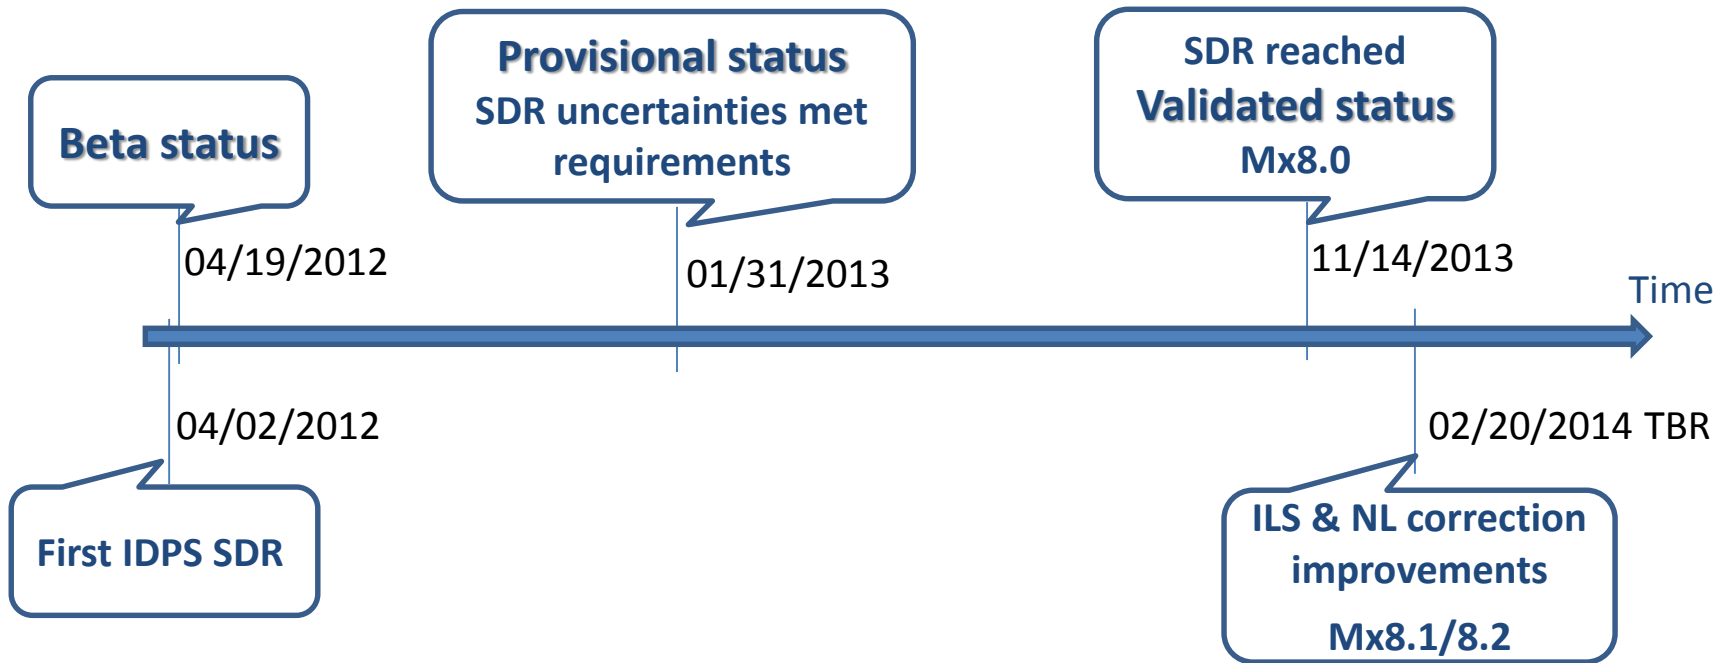 Beta status
Provisional status
SDR uncertainties met
requirements
SDR reached
Validated status
Mx8.0
04/19/2012
01/31/2013
11/14/2013
Time
04/02/2012
02/20/2014 TBR
First IDPS SDR
ILS & NL correction
improvements
Mx8.1/8.2